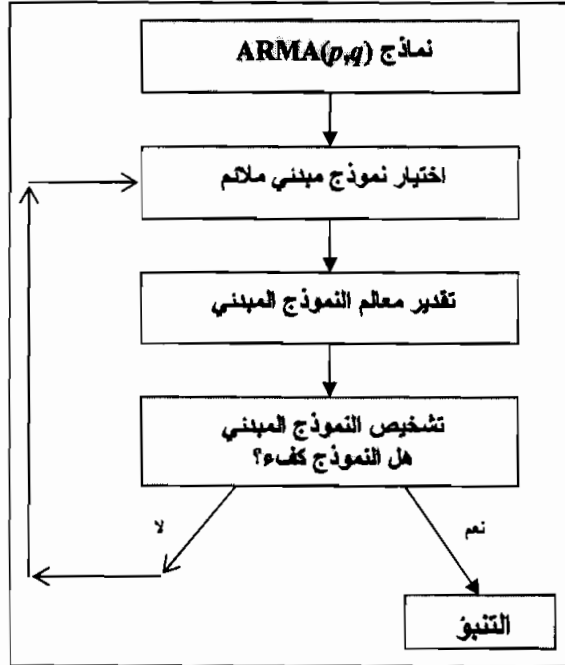 نماذج ARMA(p,q)
اختيار نموذج مبدئي ملائم
تقدير معالم النموذج المبدئي
تشخيص النموذج المبدئي
هل النموذج كفء؟
لا
نعم
التنبؤ